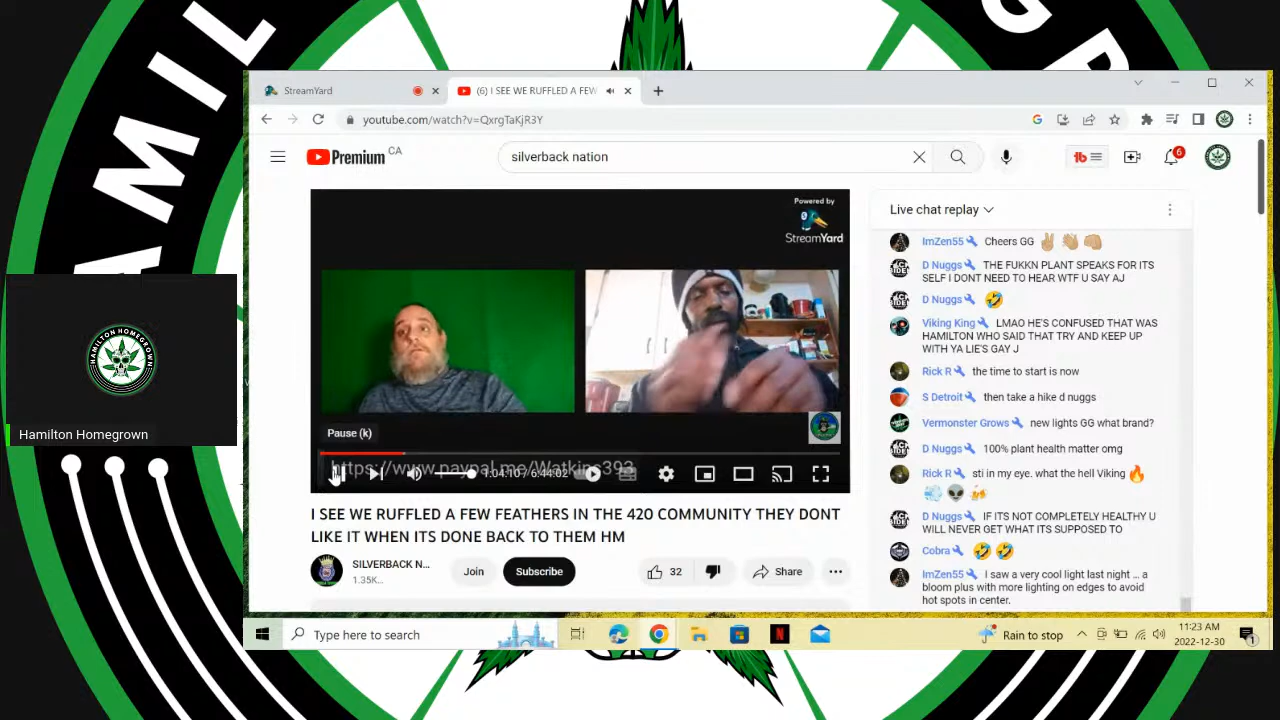 HAMIL
GR
StreamYard
(6) I SEE WE RUFFLED A FEW
youtube.com/watch?v=QxrgTaKjR3Y
Premium CA
silverback nation
6
Powered by
StreamYard
Pause (k)
https://www.paypal.me/Watkins393
1:04:10 / 6:44:02
I SEE WE RUFFLED A FEW FEATHERS IN THE 420 COMMUNITY THEY DONT
LIKE IT WHEN ITS DONE BACK TO THEM HM
SILVERBACK N...
1.35K...
Join
Subscribe
32
Share
Live chat replay
ImZen55 Cheers GG
D Nuggs THE FUKKN PLANT SPEAKS FOR ITS
SELF I DONT NEED TO HEAR WTF U SAY AJ
D Nuggs
Viking King LMAO HE'S CONFUSED THAT WAS
HAMILTON WHO SAID THAT TRY AND KEEP UP
WITH YA LIE'S GAY J
Rick R the time to start is now
S Detroit then take a hike d nuggs
Vermonster Grows new lights GG what brand?
D Nuggs 100% plant health matter omg
Rick R sti in my eye. what the hell Viking
D Nuggs IF ITS NOT COMPLETELY HEALTHY U
WILL NEVER GET WHAT ITS SUPPOSED TO
Cobra
ImZen55 I saw a very cool light last night ... a
bloom plus with more lighting on edges to avoid
hot spots in center.
HAMILTON HOMEGROWN
Hamilton Homegrown
Type here to search
Rain to stop
11:23 AM
2022-12-30
1